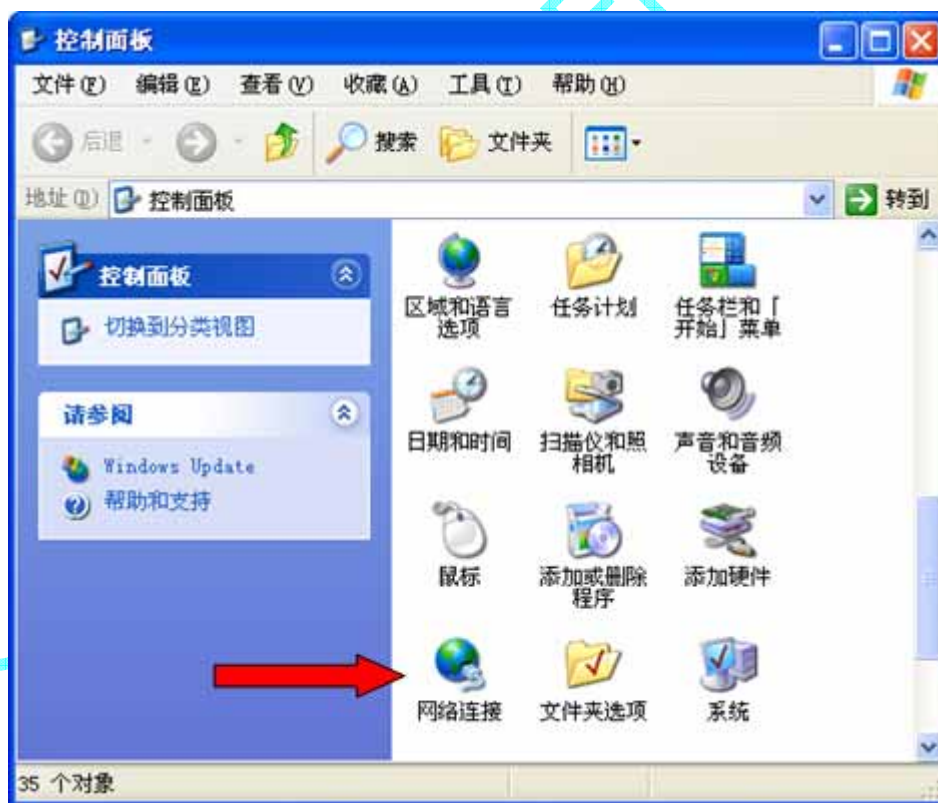 控制面板
文件(F) 编辑(E) 查看(V) 收藏(A) 工具(T) 帮助(H)
后退 搜索 文件夹
地址(D) 控制面板 转到
控制面板
切换到分类视图
请参阅
Windows Update
帮助和支持
区域和语言
选项
任务计划
任务栏和「
开始」菜单
日期和时间
扫描仪和照
相机
声音和音频
设备
鼠标
添加或删除
程序
添加硬件
网络连接
文件夹选项
系统
35 个对象